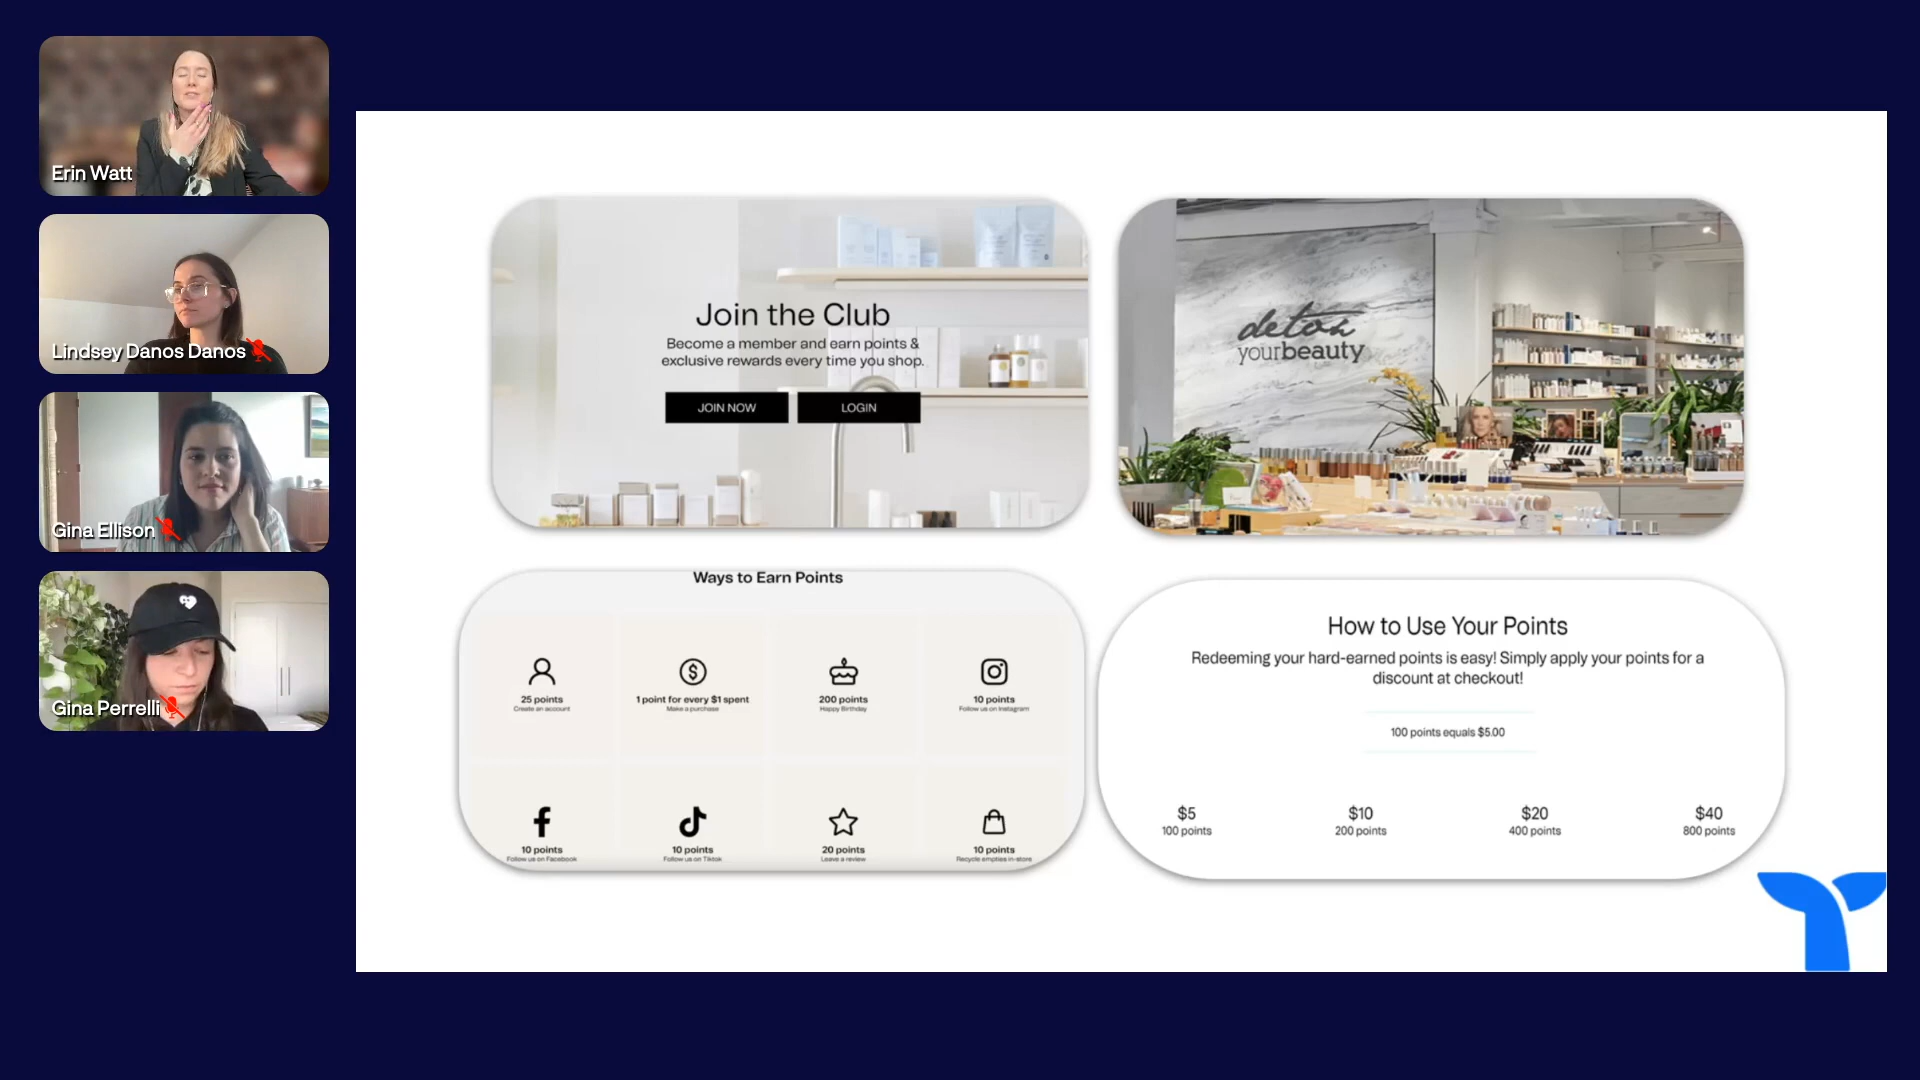 Erin Watt
Lindsey Danos Danos
Gina Ellison
Gina Perrelli
Join the Club
Become a member and earn points &
exclusive rewards every time you shop.
JOIN NOW
LOGIN
detox
yourbeauty
Ways to Earn Points
25 points
Create an account
1 point for every $1 spent
Make a purchase
200 points
Happy Birthday
10 points
Follow us on Instagram
10 points
Follow us on Facebook
10 points
Follow us on Tiktok
20 points
Leave a review
10 points
Recycle empties in-store
How to Use Your Points
Redeeming your hard-earned points is easy! Simply apply your points for a
discount at checkout!
100 points equals $5.00
$5
100 points
$10
200 points
$20
400 points
$40
800 points